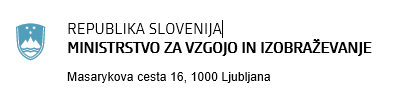 REPUBLIKA SLOVENIJA
MINISTRSTVO ZA VZGOJO IN IZOBRAŽEVANJE
Masarykova cesta 16, 1000 Ljubljana